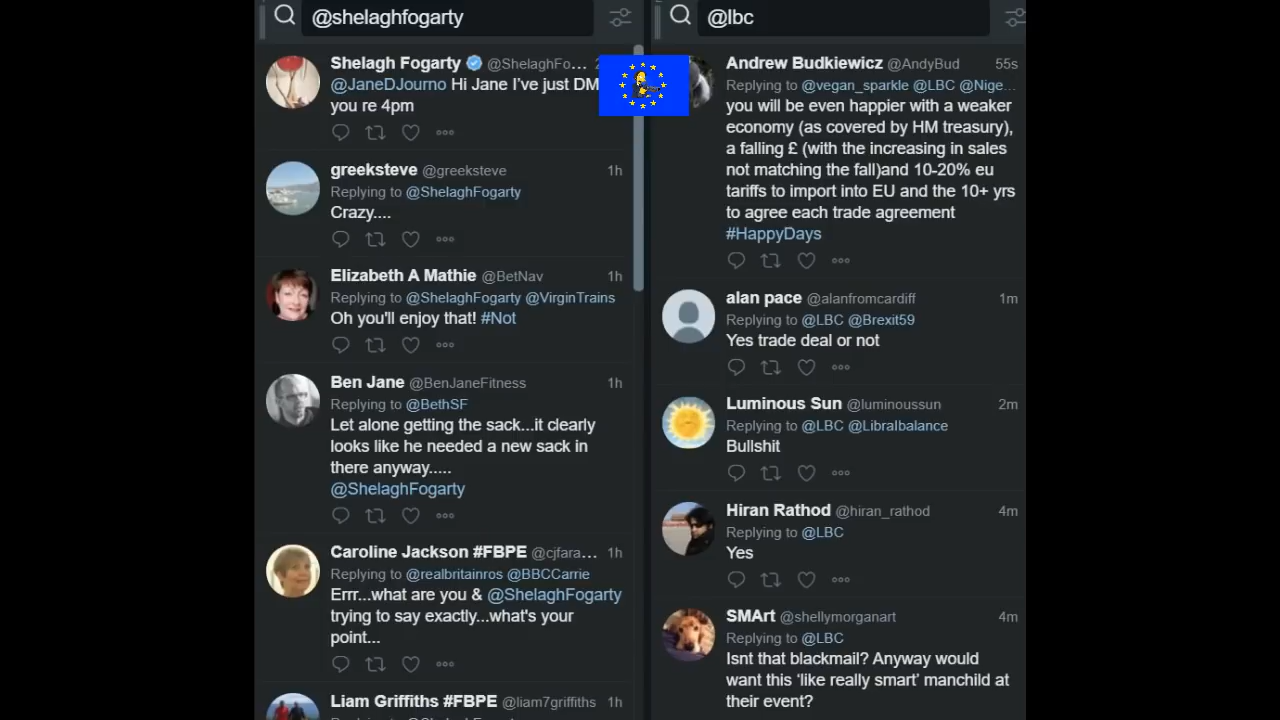 @shelaghfogarty
Shelagh Fogarty @ShelaghFo...
@JaneDJourno Hi Jane I've just DM
you re 4pm
greeksteve @greeksteve 1h
Replying to @ShelaghFogarty
Crazy....
Elizabeth A Mathie @BetNav 1h
Replying to @ShelaghFogarty @VirginTrains
Oh you'll enjoy that! #Not
Ben Jane @BenJaneFitness 1h
Replying to @BethSF
Let alone getting the sack...it clearly
looks like he needed a new sack in
there anyway.....
@ShelaghFogarty
Caroline Jackson #FBPE @cjfara... 1h
Replying to @realbritainros @BBCCarrie
Errr...what are you & @ShelaghFogarty
trying to say exactly...what's your
point...
Liam Griffiths #FBPE @liam7griffiths 1h
@lbc
Andrew Budkiewicz @AndyBud 55s
Replying to @vegan_sparkle @LBC @Nige...
you will be even happier with a weaker
economy (as covered by HM treasury),
a falling £ (with the increasing in sales
not matching the fall)and 10-20% eu
tariffs to import into EU and the 10+ yrs
to agree each trade agreement
#HappyDays
alan pace @alanfromcardiff 1m
Replying to @LBC @Brexit59
Yes trade deal or not
Luminous Sun @luminoussun 2m
Replying to @LBC @Libralbalance
Bullshit
Hiran Rathod @hiran_rathod 4m
Replying to @LBC
Yes
SMArt @shellymorganart 4m
Replying to @LBC
Isnt that blackmail? Anyway would
want this 'like really smart' manchild at
their event?